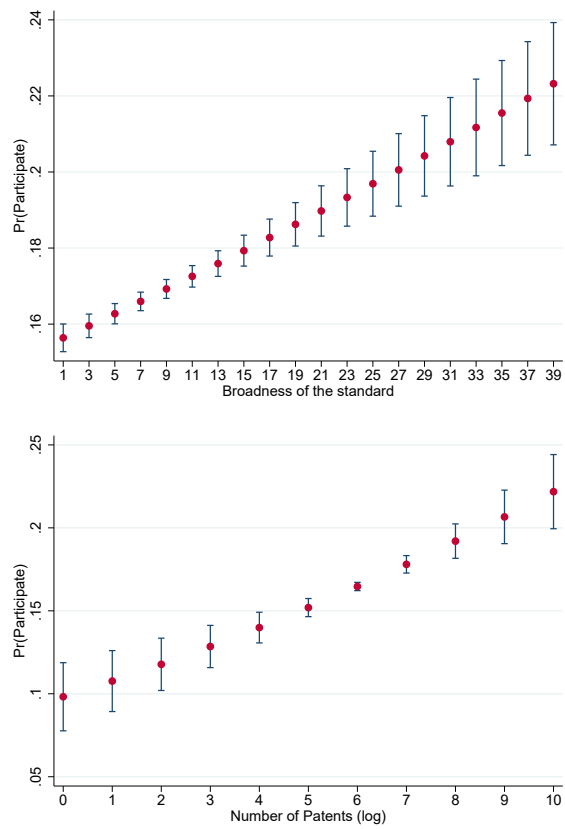 .24
.22
.2
.18
.16
Pr(Participate)
1 3 5 7 9 11 13 15 17 19 21 23 25 27 29 31 33 35 37 39
Broadness of the standard
.25
.2
.15
.1
.05
Pr(Participate)
0 1 2 3 4 5 6 7 8 9 10
Number of Patents (log)